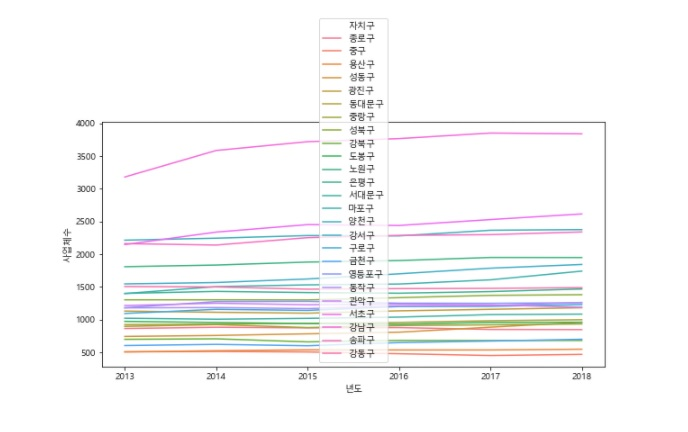 자치구
종로구
중구
용산구
성동구
광진구
동대문구
중랑구
성북구
강북구
도봉구
노원구
은평구
서대문구
마포구
양천구
강서구
구로구
금천구
영등포구
동작구
관악구
서초구
강남구
송파구
강동구
4000
3500
3000
2500
2000
1500
1000
500
사업체수
2013
2014
2015
2016
2017
2018
년도